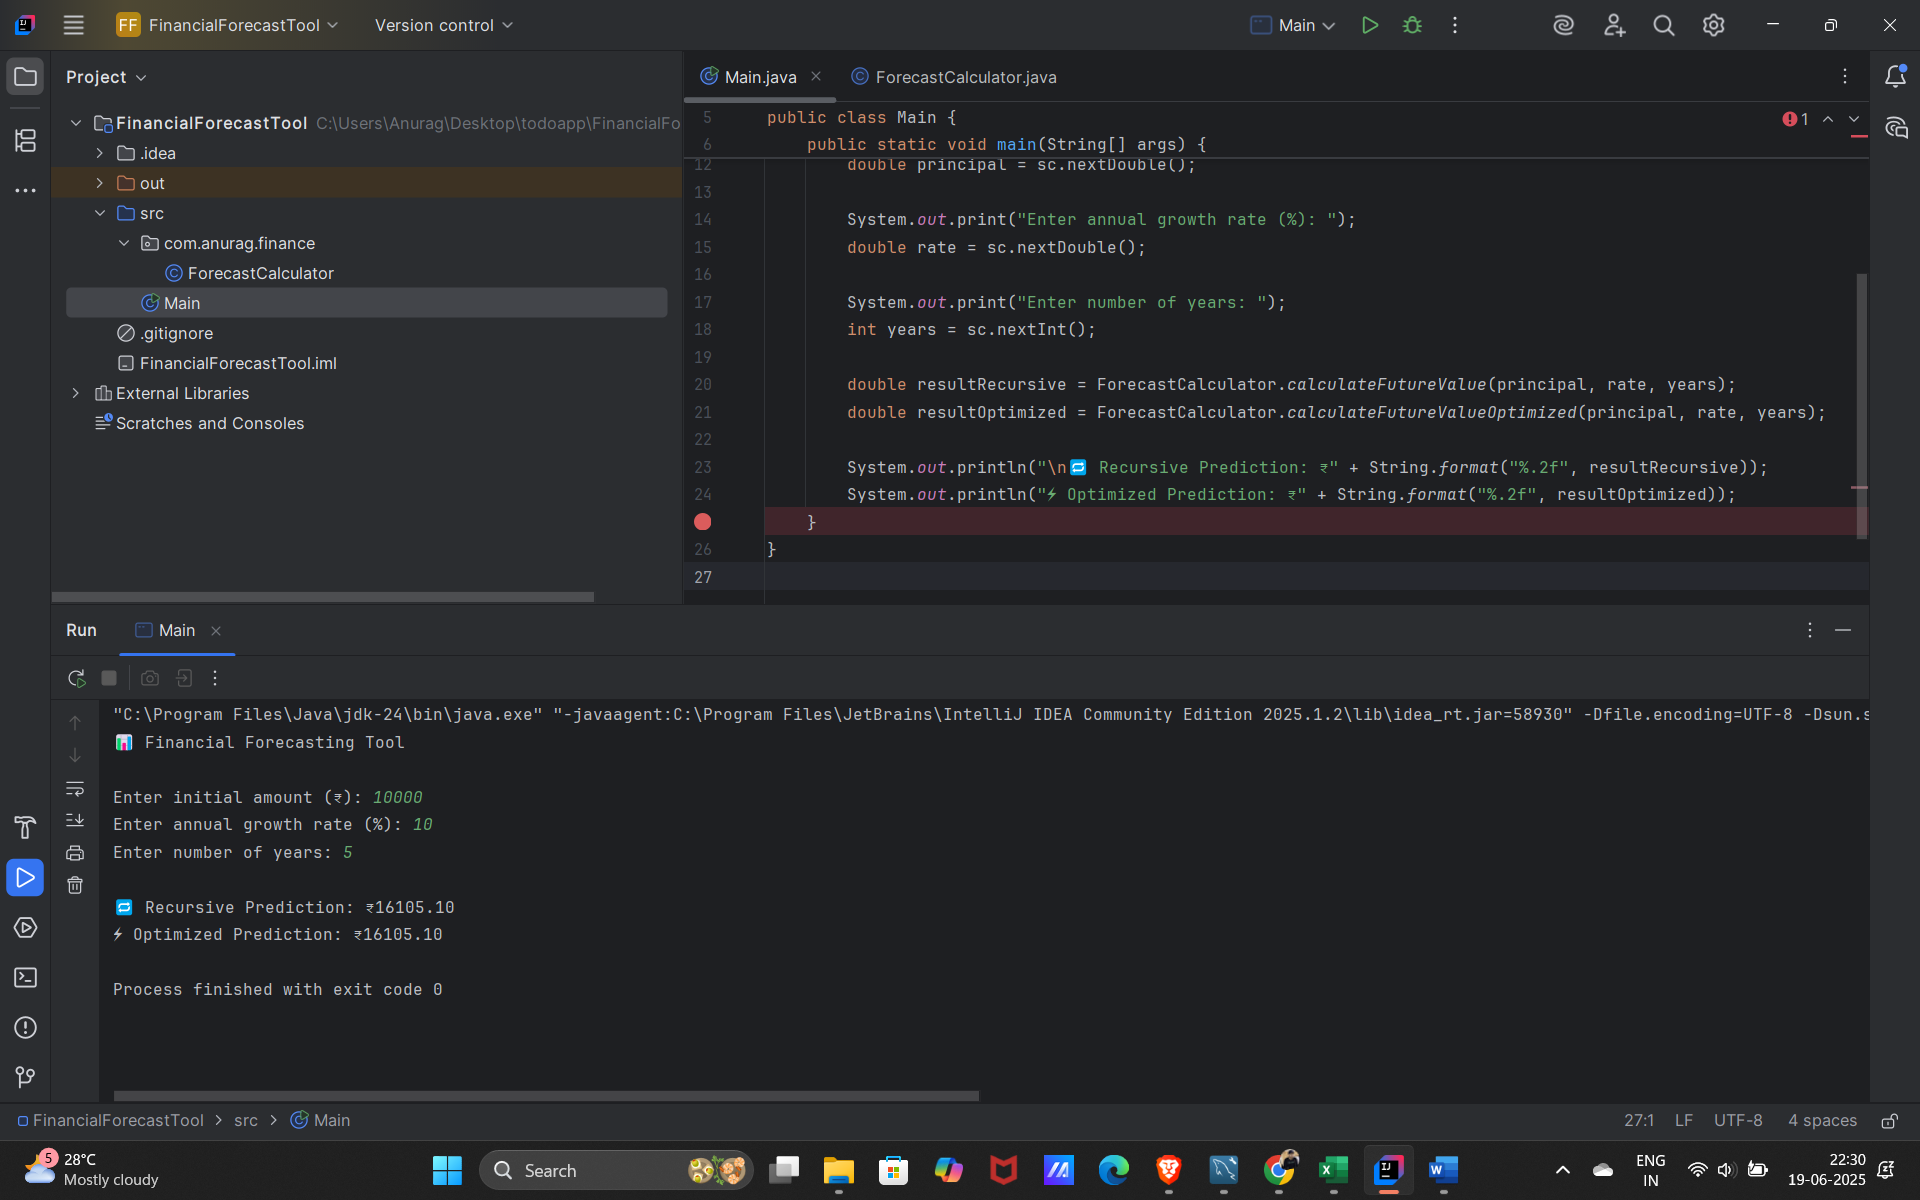 FF FinancialForecastTool Version control Main
Project
Main.java ForecastCalculator.java
FinancialForecastTool C:\Users\Anurag\Desktop\todoapp\FinancialFo
.idea
out
src
com.anurag.finance
ForecastCalculator
Main
.gitignore
FinancialForecastTool.iml
External Libraries
Scratches and Consoles
5 public class Main {
1
6 public static void main(String[] args) {
12 double principal = sc.nextDouble();
13
14 System.out.print("Enter annual growth rate (%): ");
15 double rate = sc.nextDouble();
16
17 System.out.print("Enter number of years: ");
18 int years = sc.nextInt();
19
20 double resultRecursive = ForecastCalculator.calculateFutureValue(principal, rate, years);
21 double resultOptimized = ForecastCalculator.calculateFutureValueOptimized(principal, rate, years);
22
23 System.out.println("\n🔁 Recursive Prediction: ₹" + String.format("%.2f", resultRecursive));
24 System.out.println("⚡ Optimized Prediction: ₹" + String.format("%.2f", resultOptimized));
}
26 }
27
Run Main
"C:\Program Files\Java\jdk-24\bin\java.exe" "-javaagent:C:\Program Files\JetBrains\IntelliJ IDEA Community Edition 2025.1.2\lib\idea_rt.jar=58930" -Dfile.encoding=UTF-8 -Dsun.s
📊 Financial Forecasting Tool
Enter initial amount (₹): 10000
Enter annual growth rate (%): 10
Enter number of years: 5
🔁 Recursive Prediction: ₹16105.10
⚡ Optimized Prediction: ₹16105.10
Process finished with exit code 0
FinancialForecastTool > src > Main 27:1 LF UTF-8 4 spaces
5
28°C
Mostly cloudy
Search
ENG
IN
22:30
19-06-2025